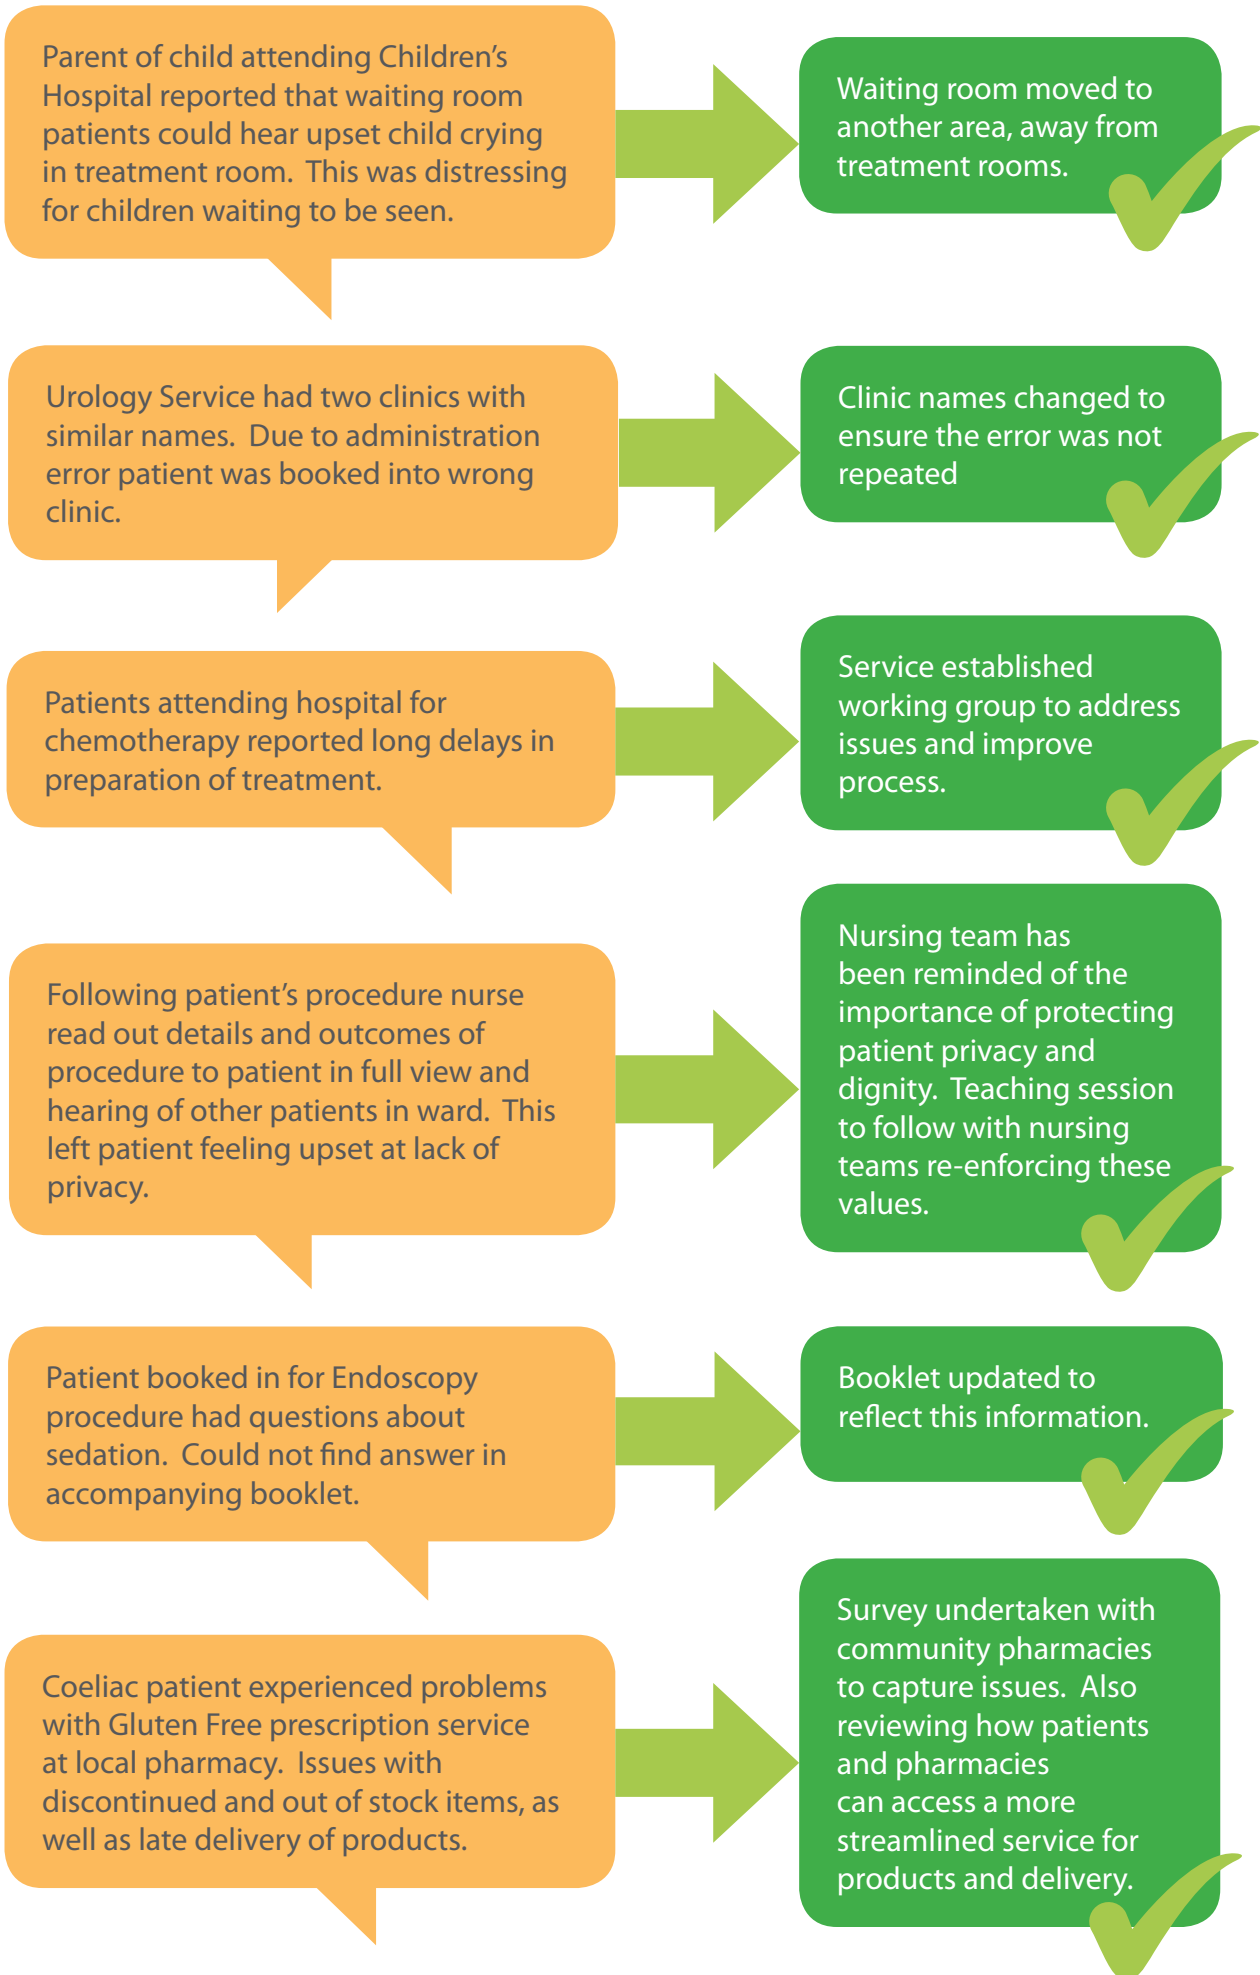 Parent of child attending Children’s
Hospital reported that waiting room
patients could hear upset child crying
in treatment room.  This was distressing
for children waiting to be seen.
Waiting room moved to
another area, away from
treatment rooms.
Urology Service had two clinics with
similar names.  Due to administration
error patient was booked into wrong
clinic.
Clinic names changed to
ensure the error was not
repeated
Patients attending hospital for
chemotherapy reported long delays in
preparation of treatment.
Service established
working group to address
issues and improve
process.
Following patient’s procedure nurse
read out details and outcomes of
procedure to patient in full view and
hearing of other patients in ward.  This
left patient feeling upset at lack of
privacy.
Nursing team has
been reminded of the
importance of protecting
patient privacy and
dignity.  Teaching session
to follow with nursing
teams re-enforcing these
values.
Patient booked in for Endoscopy
procedure had questions about
sedation.  Could not find answer in
accompanying booklet.
Booklet updated to
reflect this information.
Coeliac patient experienced problems
with Gluten Free prescription service
at local pharmacy.  Issues with
discontinued and out of stock items, as
well as late delivery of products.
Survey undertaken with
community pharmacies
to capture issues.  Also
reviewing how patients
and pharmacies
can access a more
streamlined service for
products and delivery.